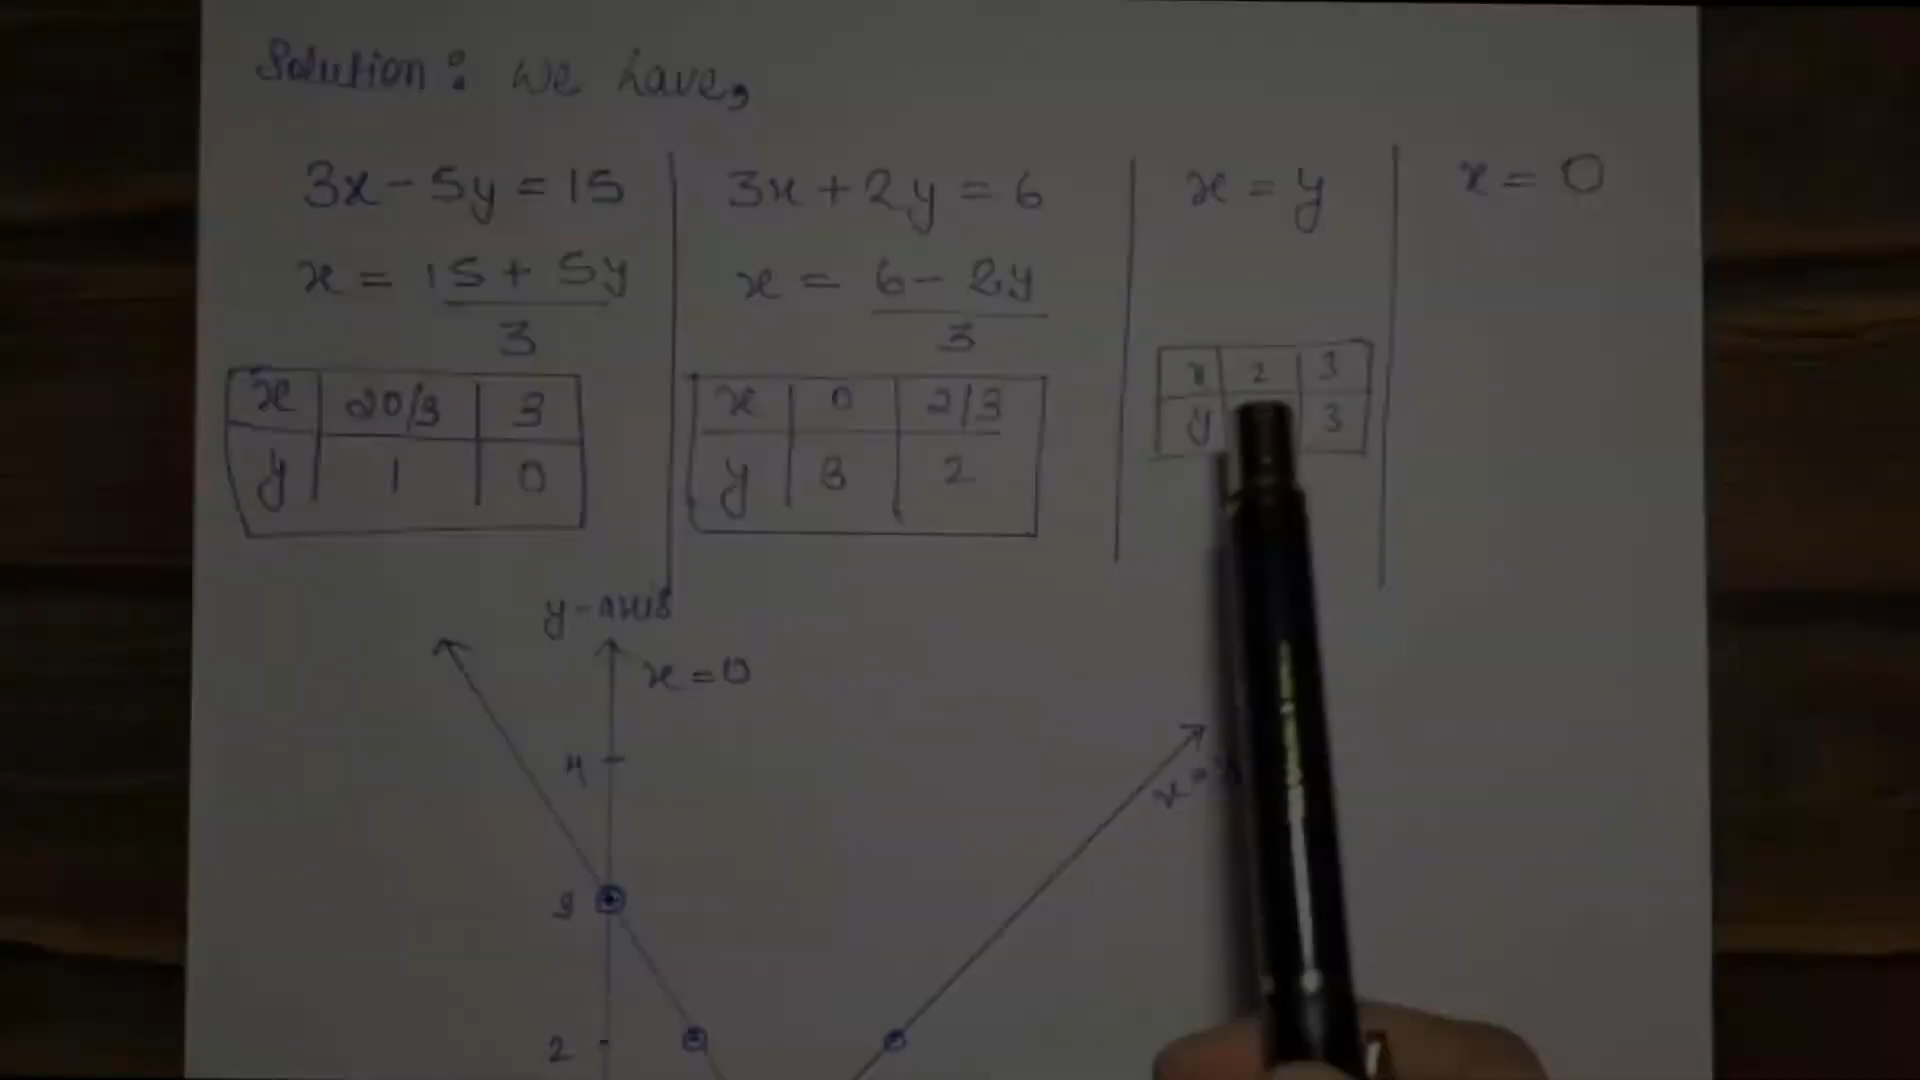 Solution: We have,
3x - 5y = 15
x = 15 + 5y
3
x 20/3 3
y 1 0
3x + 2y = 6
x = 6 - 2y
3
x 0 2/3
y 3 2
x = y
x 2 3
y 3
x = 0
y-axis
x = 0
4
x =
3
2